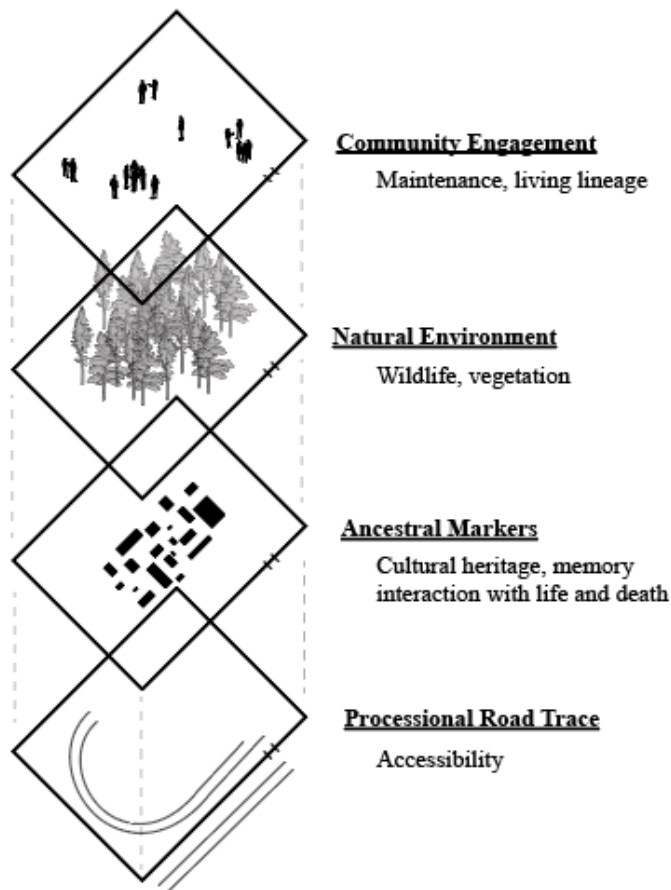 Community Engagement
Maintenance, living lineage
Natural Environment
Wildlife, vegetation
Ancestral Markers
Cultural heritage, memory
interaction with life and death
Processional Road Trace
Accessibility